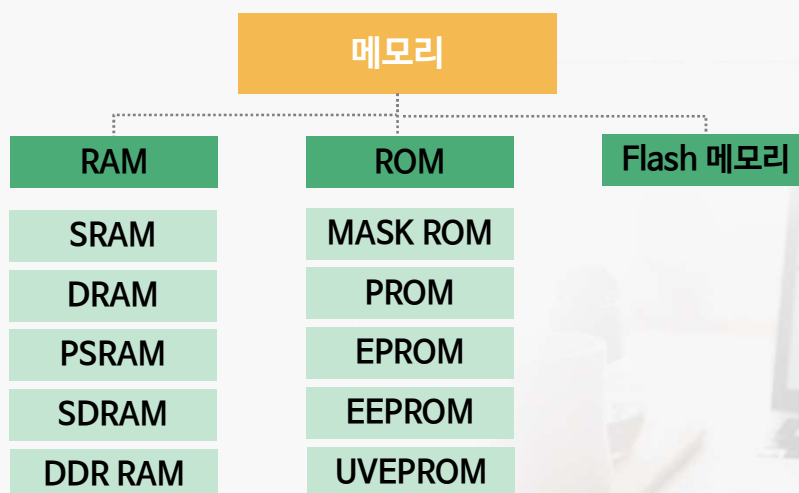 메모리
RAM
ROM
Flash 메모리
SRAM
MASK ROM
DRAM
PROM
PSRAM
EPROM
SDRAM
EEPROM
DDR RAM
UVEPROM